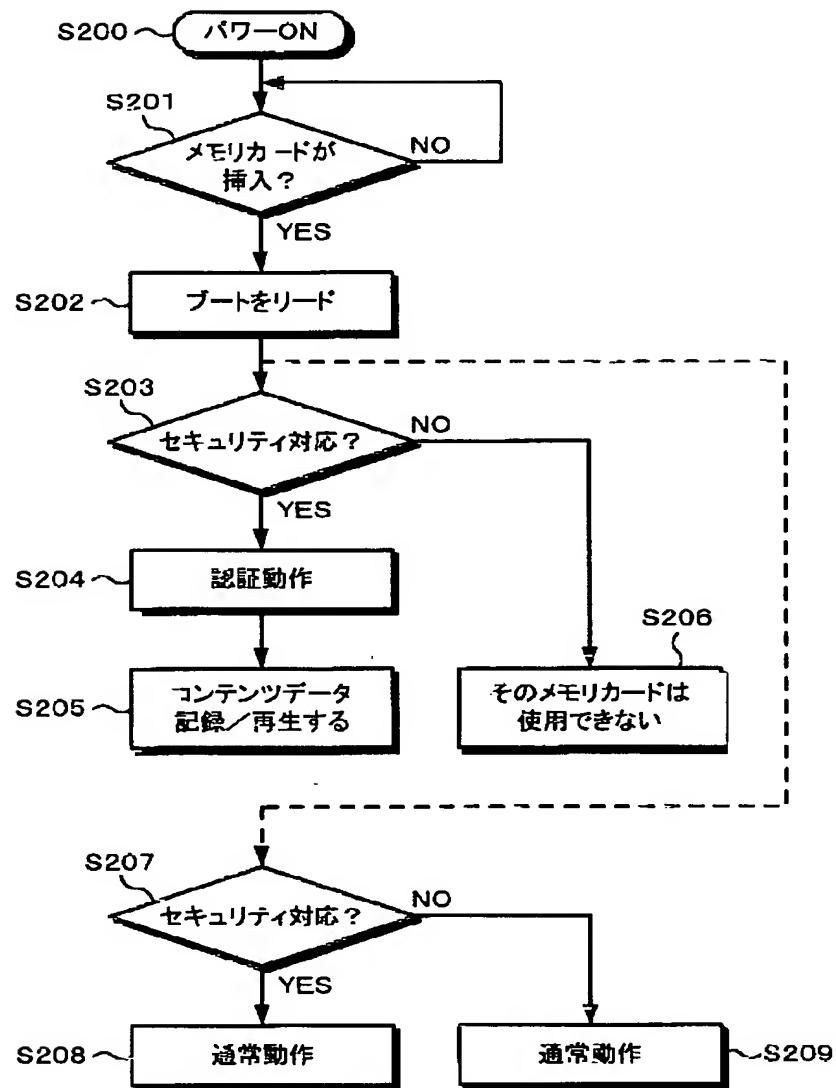 S200
パワーON
S201
メモリカードが
挿入?
NO
YES
S202
ブートをリード
S203
セキュリティ対応?
NO
YES
S204
認証動作
S206
S205
コンテンツデータ
記録/再生する
そのメモリカードは
使用できない
S207
セキュリティ対応?
NO
YES
S208
通常動作
通常動作
S209